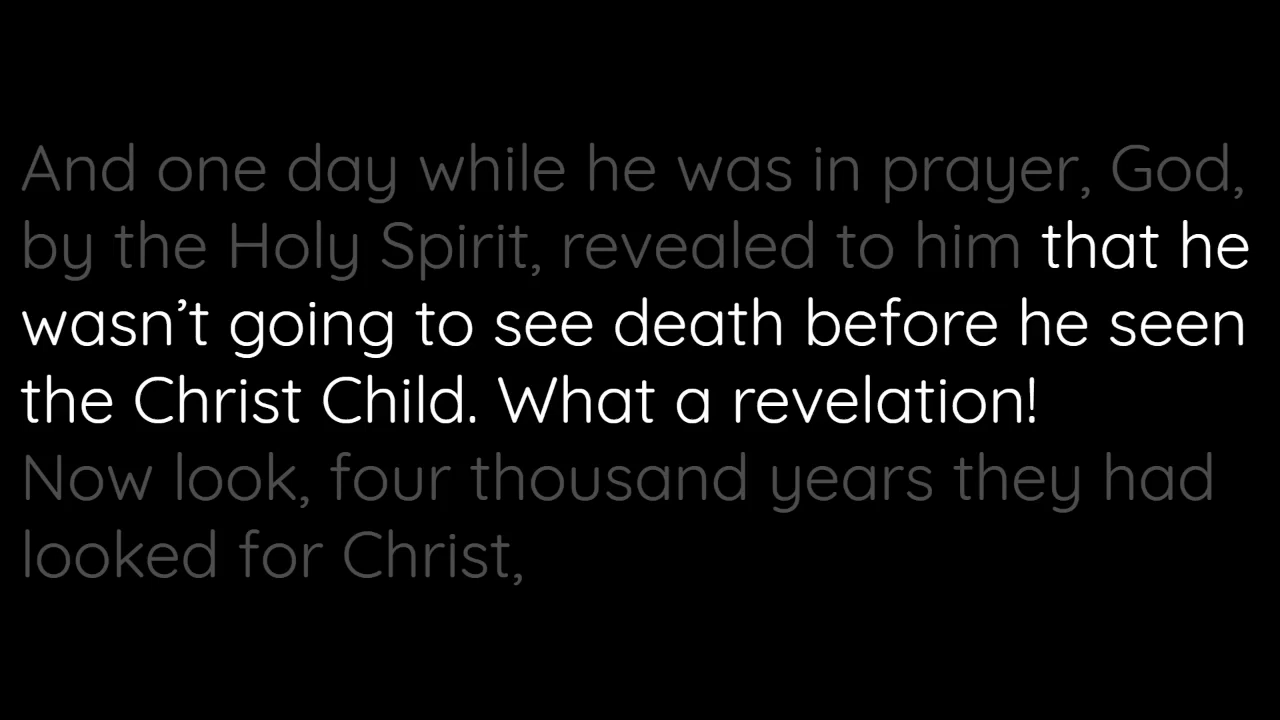 And one day while he was in prayer, God,
by the Holy Spirit, revealed to him that he
wasn’t going to see death before he seen
the Christ Child. What a revelation!
Now look, four thousand years they had
looked for Christ,